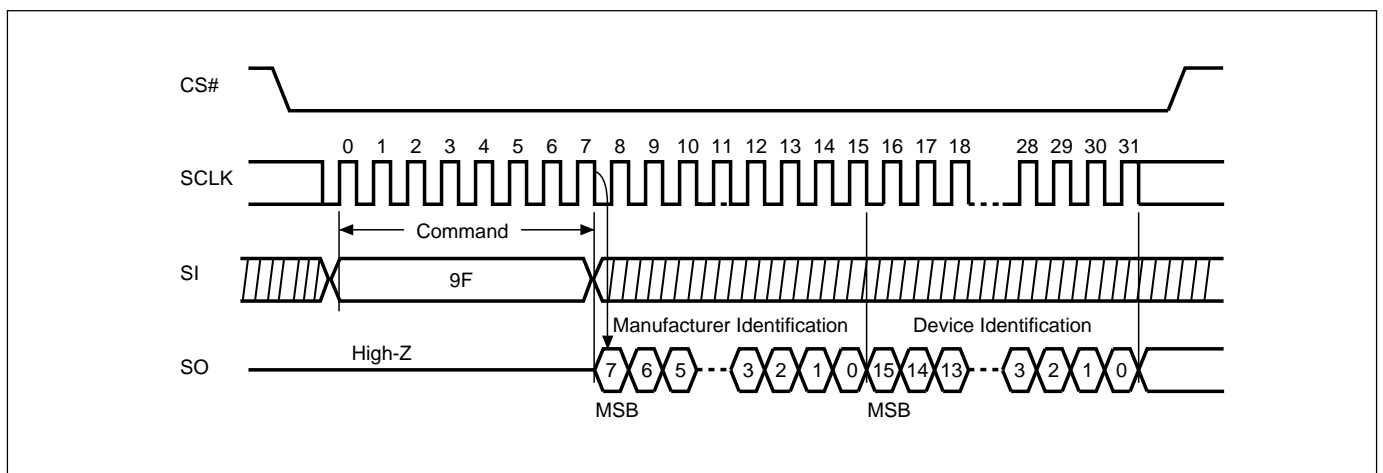 CS#
0 1 2 3 4 5 6 7 8 9 10 11 12 13 14 15 16 17 18 28 29 30 31
SCLK
Command
SI
9F
Manufacturer Identification Device Identification
High-Z
SO
7 6 5 3 2 1 0 15 14 13 3 2 1 0
MSB MSB